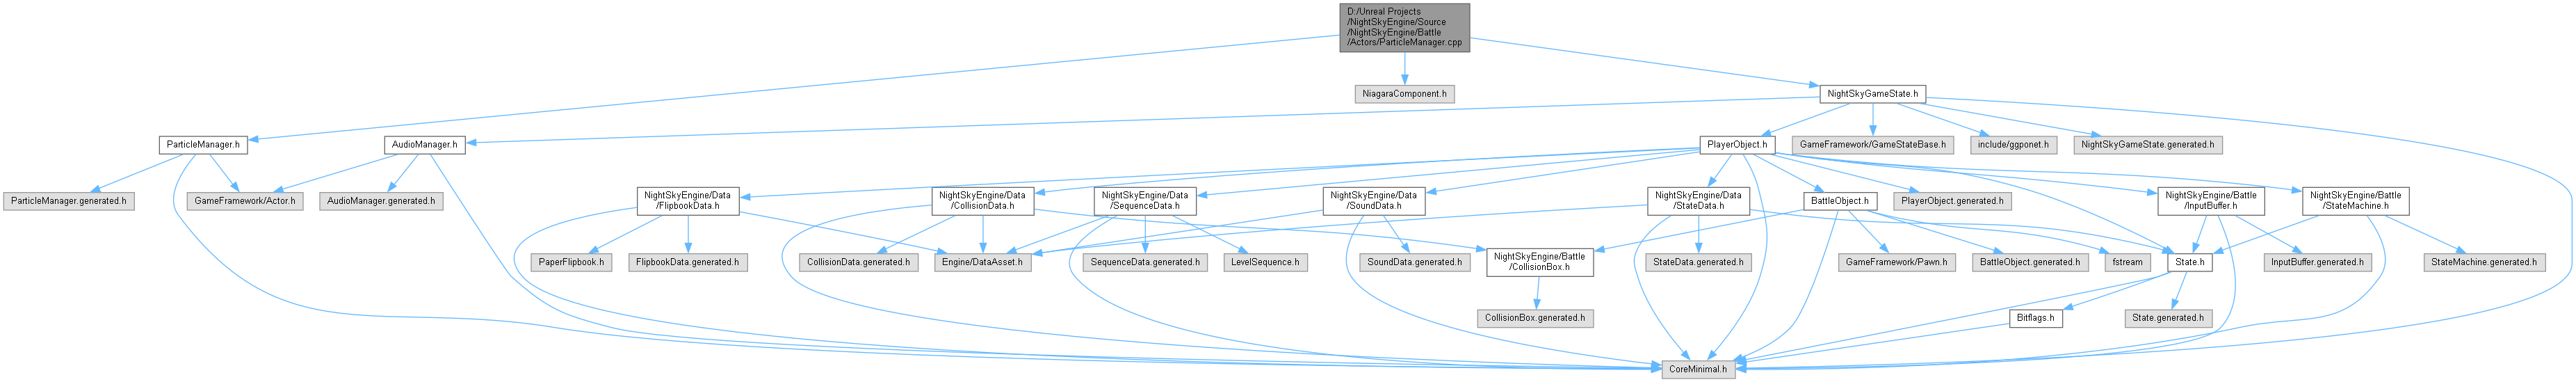 D:/Unreal Projects
/NightSkyEngine/Source
/NightSkyEngine/Battle
/Actors/ParticleManager.cpp
NiagaraComponent.h
NightSkyGameState.h
ParticleManager.h
AudioManager.h
PlayerObject.h
GameFramework/GameStateBase.h
include/ggponet.h
NightSkyGameState.generated.h
ParticleManager.generated.h
GameFramework/Actor.h
AudioManager.generated.h
NightSkyEngine/Data
/FlipbookData.h
NightSkyEngine/Data
/CollisionData.h
NightSkyEngine/Data
/SequenceData.h
NightSkyEngine/Data
/SoundData.h
NightSkyEngine/Data
/StateData.h
BattleObject.h
PlayerObject.generated.h
NightSkyEngine/Battle
/InputBuffer.h
NightSkyEngine/Battle
/StateMachine.h
PaperFlipbook.h
FlipbookData.generated.h
CollisionData.generated.h
Engine/DataAsset.h
SequenceData.generated.h
LevelSequence.h
SoundData.generated.h
NightSkyEngine/Battle
/CollisionBox.h
StateData.generated.h
GameFramework/Pawn.h
BattleObject.generated.h
fstream
State.h
InputBuffer.generated.h
StateMachine.generated.h
CollisionBox.generated.h
Bitflags.h
State.generated.h
CoreMinimal.h